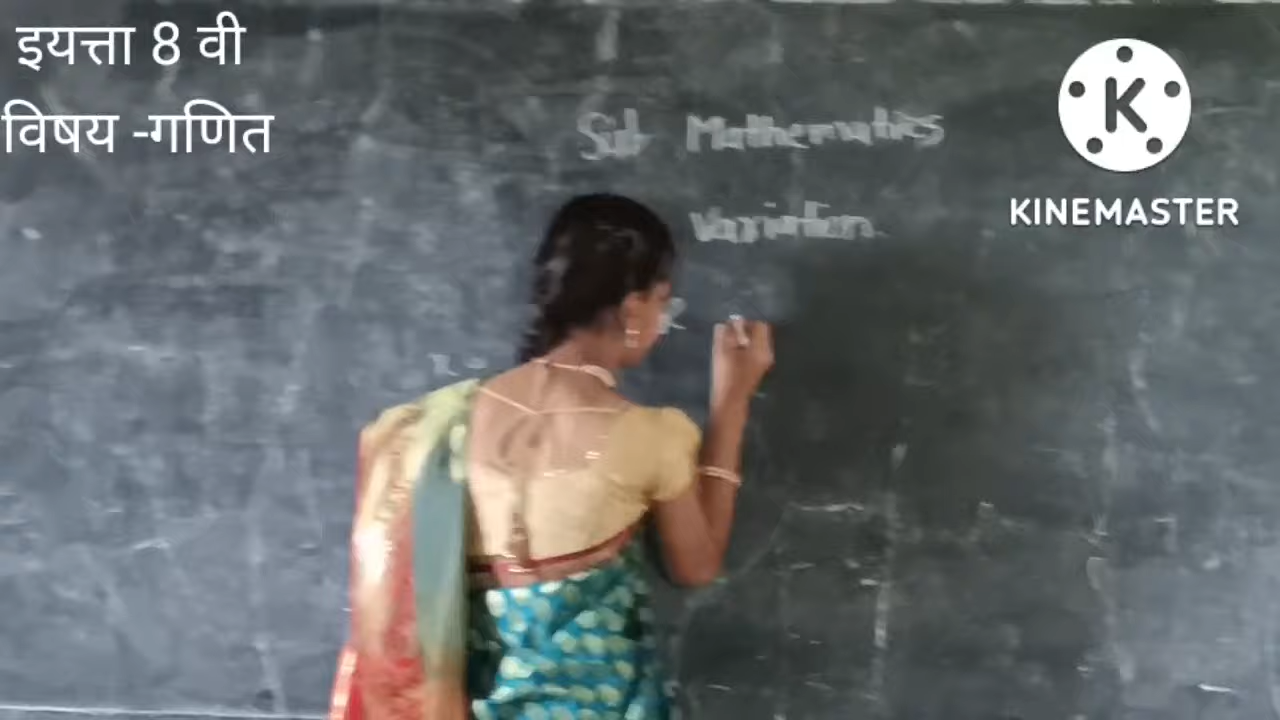 इयत्ता 8 वी
विषय -गणित
Sub Mathematics
Variation
K
KINEMASTER